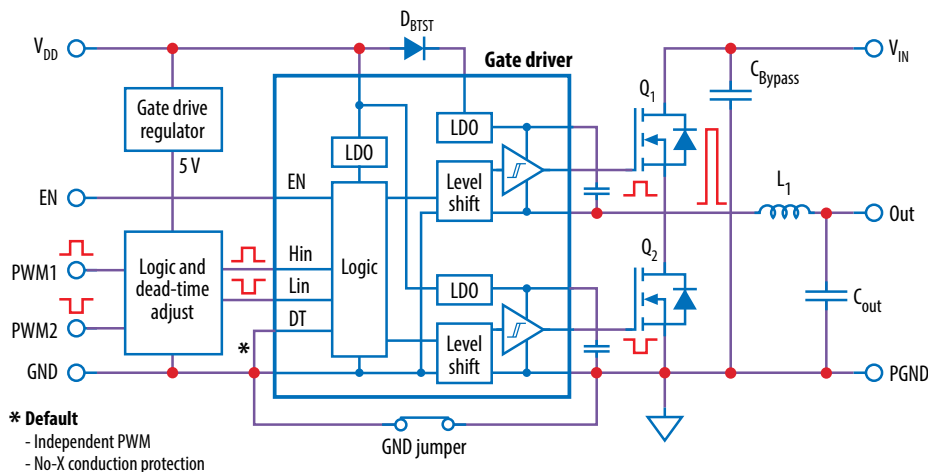 V_DD
D_BTST
V_IN
Gate driver
C_Bypass
Q_1
Gate drive
regulator
LDO
LDO
5 V
EN
EN
Level
shift
L_1
Out
Hin
Logic
PWM1
Logic and
dead-time
adjust
Lin
Q_2
LDO
C_out
PWM2
DT
Level
shift
*
GND
PGND
* Default
- Independent PWM
- No-X conduction protection
GND jumper